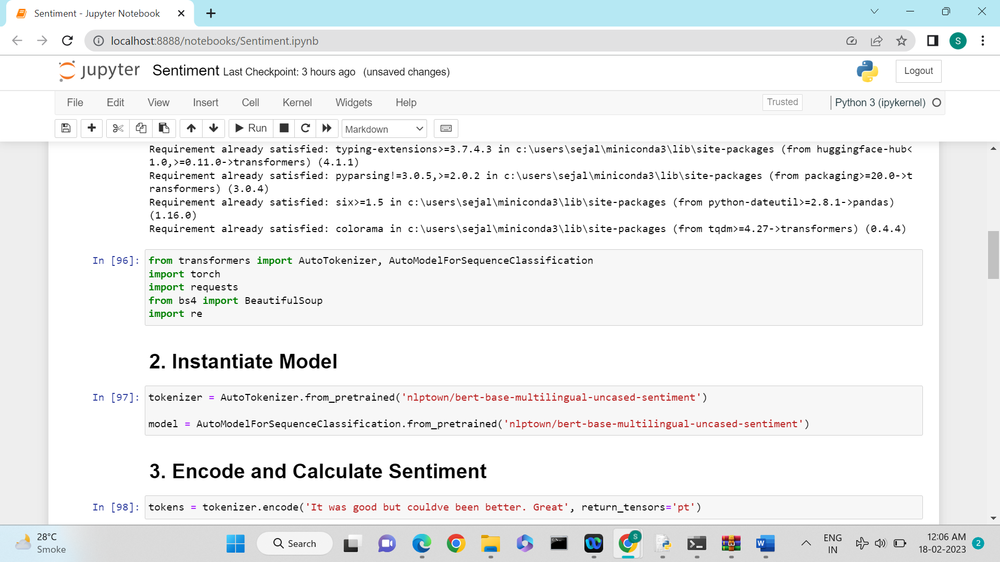 Sentiment - Jupyter Notebook
localhost:8888/notebooks/Sentiment.ipynb
S
jupyter Sentiment Last Checkpoint: 3 hours ago (unsaved changes)
Logout
File Edit View Insert Cell Kernel Widgets Help
Trusted
Python 3 (ipykernel)
Run
Markdown
Requirement already satisfied: typing-extensions>=3.7.4.3 in c:\users\sejal\miniconda3\lib\site-packages (from huggingface-hub<
1.0,>=0.11.0->transformers) (4.1.1)
Requirement already satisfied: pyparsing!=3.0.5,>=2.0.2 in c:\users\sejal\miniconda3\lib\site-packages (from packaging>=20.0->t
ransformers) (3.0.4)
Requirement already satisfied: six>=1.5 in c:\users\sejal\miniconda3\lib\site-packages (from python-dateutil>=2.8.1->pandas)
(1.16.0)
Requirement already satisfied: colorama in c:\users\sejal\miniconda3\lib\site-packages (from tqdm>=4.27->transformers) (0.4.4)
In [96]: from transformers import AutoTokenizer, AutoModelForSequenceClassification
import torch
import requests
from bs4 import BeautifulSoup
import re
2. Instantiate Model
In [97]: tokenizer = AutoTokenizer.from_pretrained('nlptown/bert-base-multilingual-uncased-sentiment')
model = AutoModelForSequenceClassification.from_pretrained('nlptown/bert-base-multilingual-uncased-sentiment')
3. Encode and Calculate Sentiment
In [98]: tokens = tokenizer.encode('It was good but couldve been better. Great', return_tensors='pt')
28°C
Smoke
Search
S
W
ENG
IN
12:06 AM
18-02-2023
2